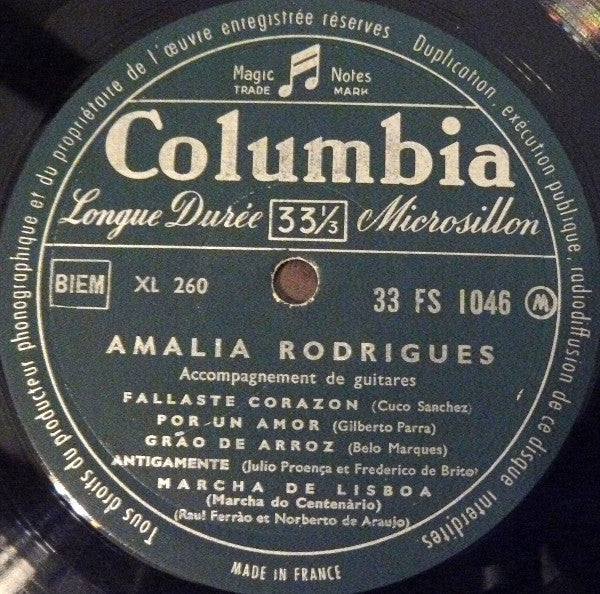 Tous droits du producteur phonographique et du propriétaire de l'œuvre enregistrée réservés
Duplication, exécution publique, radiodiffusion de ce disque interdites
Magic Notes
TRADE MARK
Columbia
Longue Durée 33⅓ Microsillon
BIEM XL 260 33 FS 1046 M
AMALIA RODRIGUES
Accompagnement de guitares
FALLASTE CORAZON (Cuco Sanchez)
POR UN AMOR (Gilberto Parra)
GRÃO DE ARROZ (Belo Marques)
ANTIGAMENTE (Julio Proença et Frederico de Brito)
MARCHA DE LISBOA
(Marcha do Centenàrio)
(Raul Ferrào et Norberto de Araujo)
MADE IN FRANCE